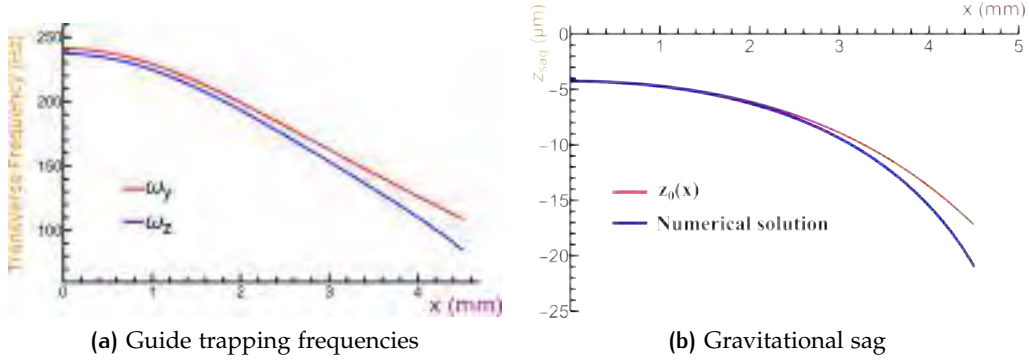 250
200
150
100
0
1
2
3
4
x (mm)
Transverse Frequency (Hz)
ωy
ωz
x (mm)
0
1
2
3
4
5
0
−5
−10
−15
−20
−25
zsag (μm)
z0(x)
Numerical solution
(a) Guide trapping frequencies
(b) Gravitational sag